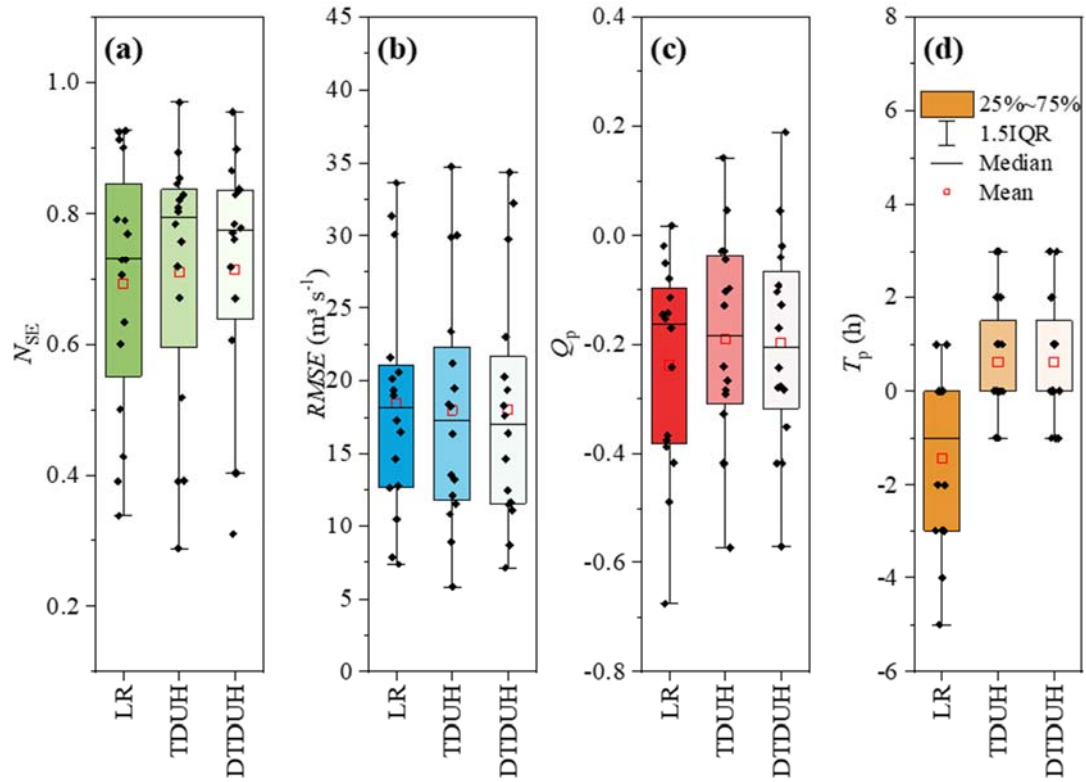 (a)
1.0
0.8
0.6
0.4
0.2
N_SE
LR
TDUH
DTDUH
(b)
45
40
35
30
25
20
15
10
5
0
RMSE (m³ s⁻¹)
LR
TDUH
DTDUH
(c)
0.4
0.2
0.0
-0.2
-0.4
-0.6
-0.8
Q_p
LR
TDUH
DTDUH
(d)
8
6
4
2
0
-2
-4
-6
T_p (h)
25%~75%
1.5IQR
Median
Mean
LR
TDUH
DTDUH